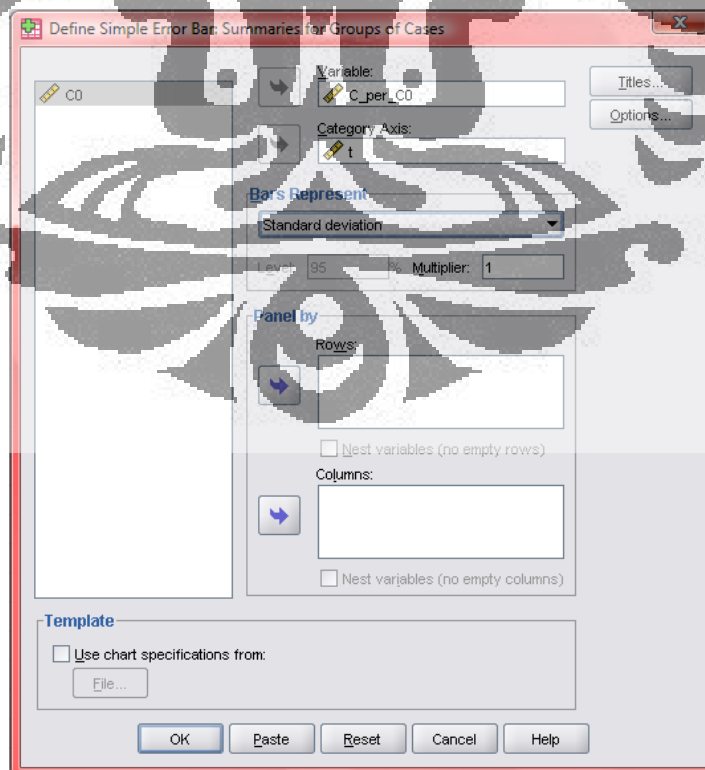 Define Simple Error Bar: Summaries for Groups of Cases
C0
Variable:
C_per_C0
Category Axis:
t
Titles...
Options...
Bars Represent
Standard deviation
Level: 95 % Multiplier: 1
Panel by
Rows:
Nest variables (no empty rows)
Columns:
Nest variables (no empty columns)
Template
Use chart specifications from:
File...
OK Paste Reset Cancel Help